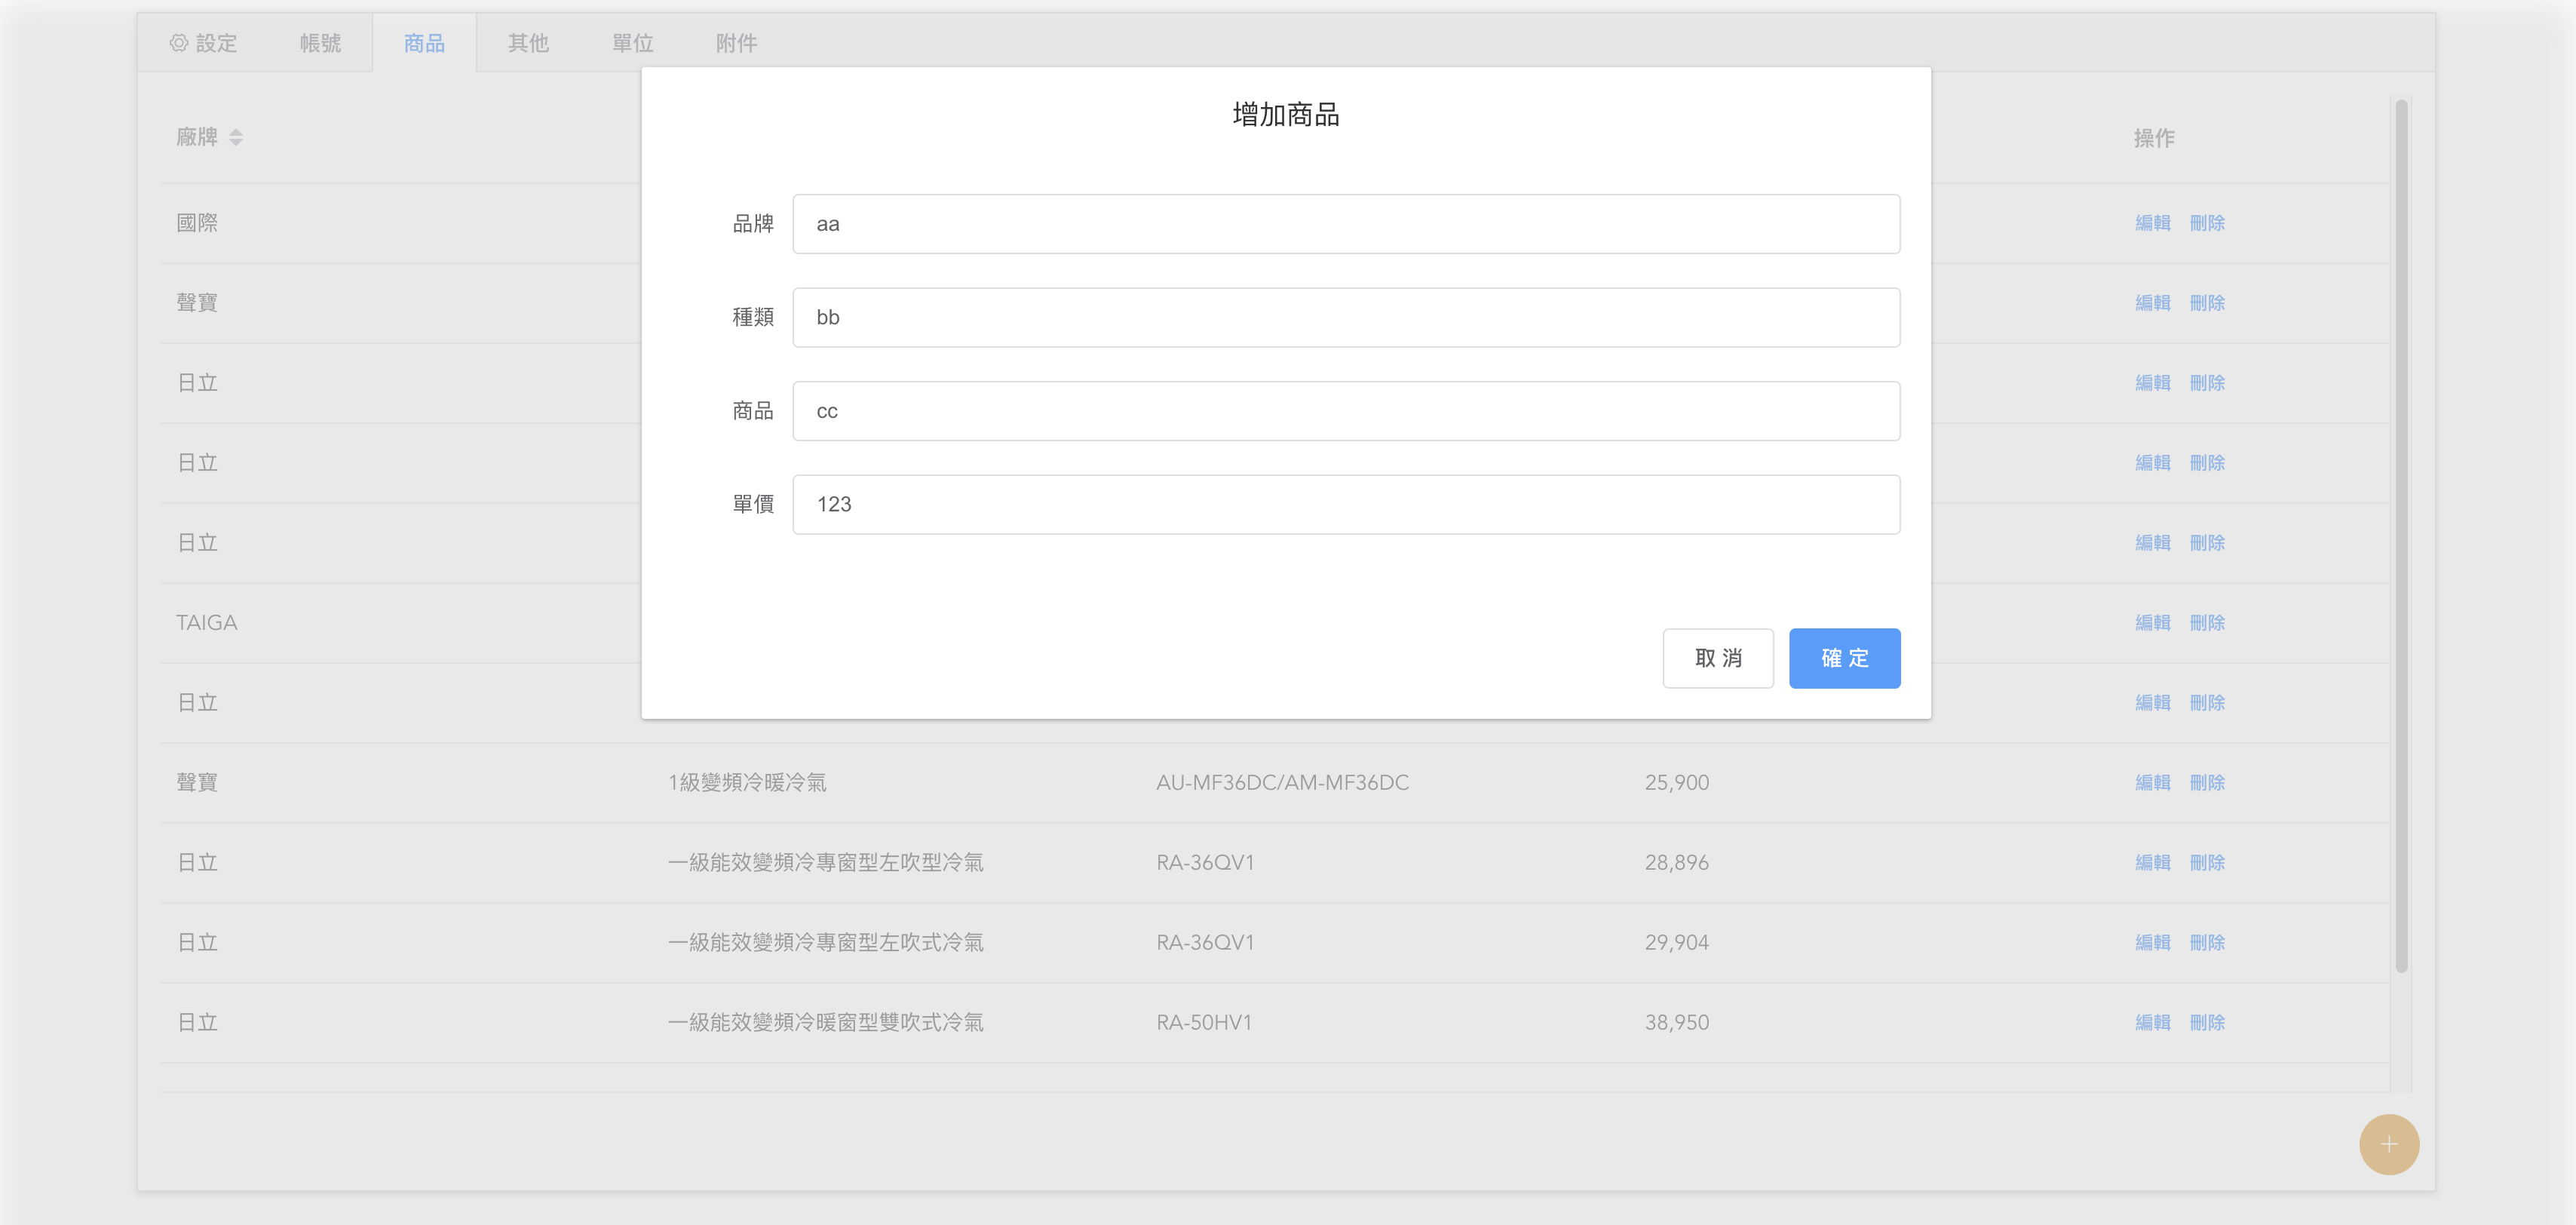 設定 帳號 商品 其他 單位 附件
增加商品
廠牌 操作
品牌 aa
國際 編輯 刪除
種類 bb
聲寶 編輯 刪除
日立 編輯 刪除
商品 cc
日立 編輯 刪除
單價 123
日立 編輯 刪除
TAIGA 編輯 刪除
取消 確定
日立 編輯 刪除
聲寶 1級變頻冷暖冷氣 AU-MF36DC/AM-MF36DC 25,900 編輯 刪除
日立 一級能效變頻冷專窗型左吹型冷氣 RA-36QV1 28,896 編輯 刪除
日立 一級能效變頻冷專窗型左吹式冷氣 RA-36QV1 29,904 編輯 刪除
日立 一級能效變頻冷暖窗型雙吹式冷氣 RA-50HV1 38,950 編輯 刪除
+